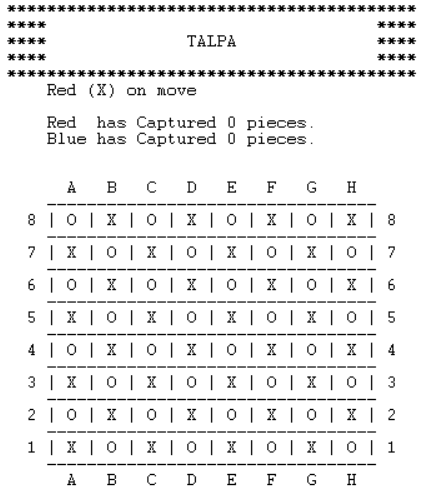 *****************************************
**** ****
**** TALPA ****
**** ****
*****************************************
Red (X) on move
Red has Captured 0 pieces.
Blue has Captured 0 pieces.
A B C D E F G H
8 | O | X | O | X | O | X | O | X | 8
7 | X | O | X | O | X | O | X | O | 7
6 | O | X | O | X | O | X | O | X | 6
5 | X | O | X | O | X | O | X | O | 5
4 | O | X | O | X | O | X | O | X | 4
3 | X | O | X | O | X | O | X | O | 3
2 | O | X | O | X | O | X | O | X | 2
1 | X | O | X | O | X | O | X | O | 1
A B C D E F G H